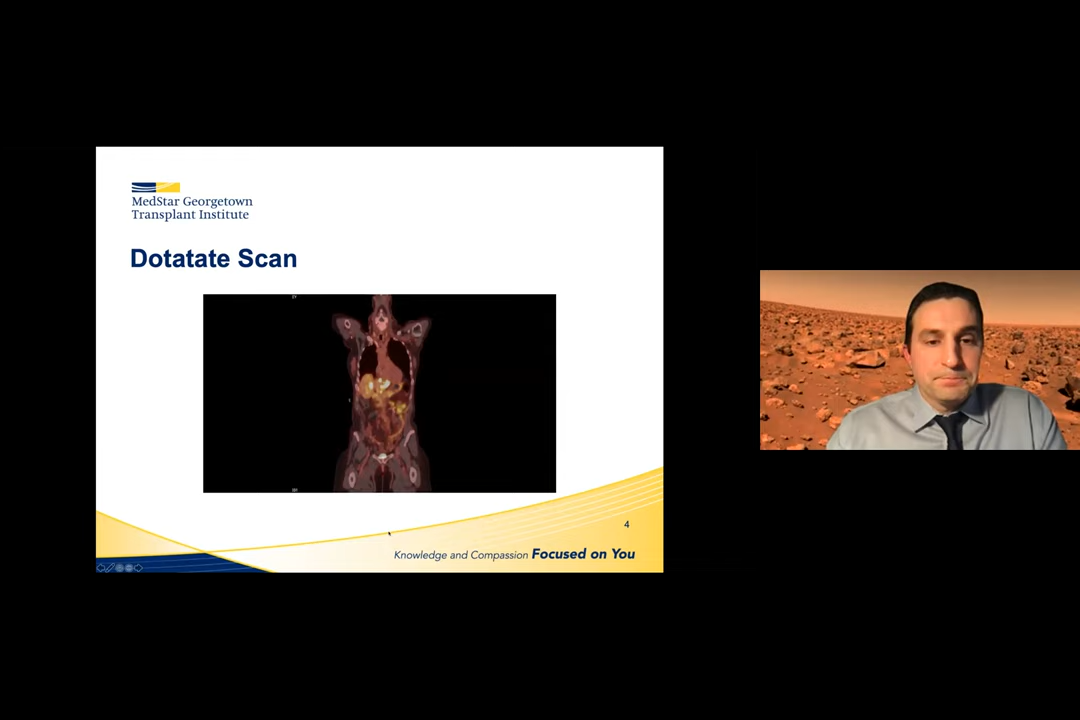 MedStar Georgetown
Transplant Institute
Dotatate Scan
4
Knowledge and Compassion Focused on You